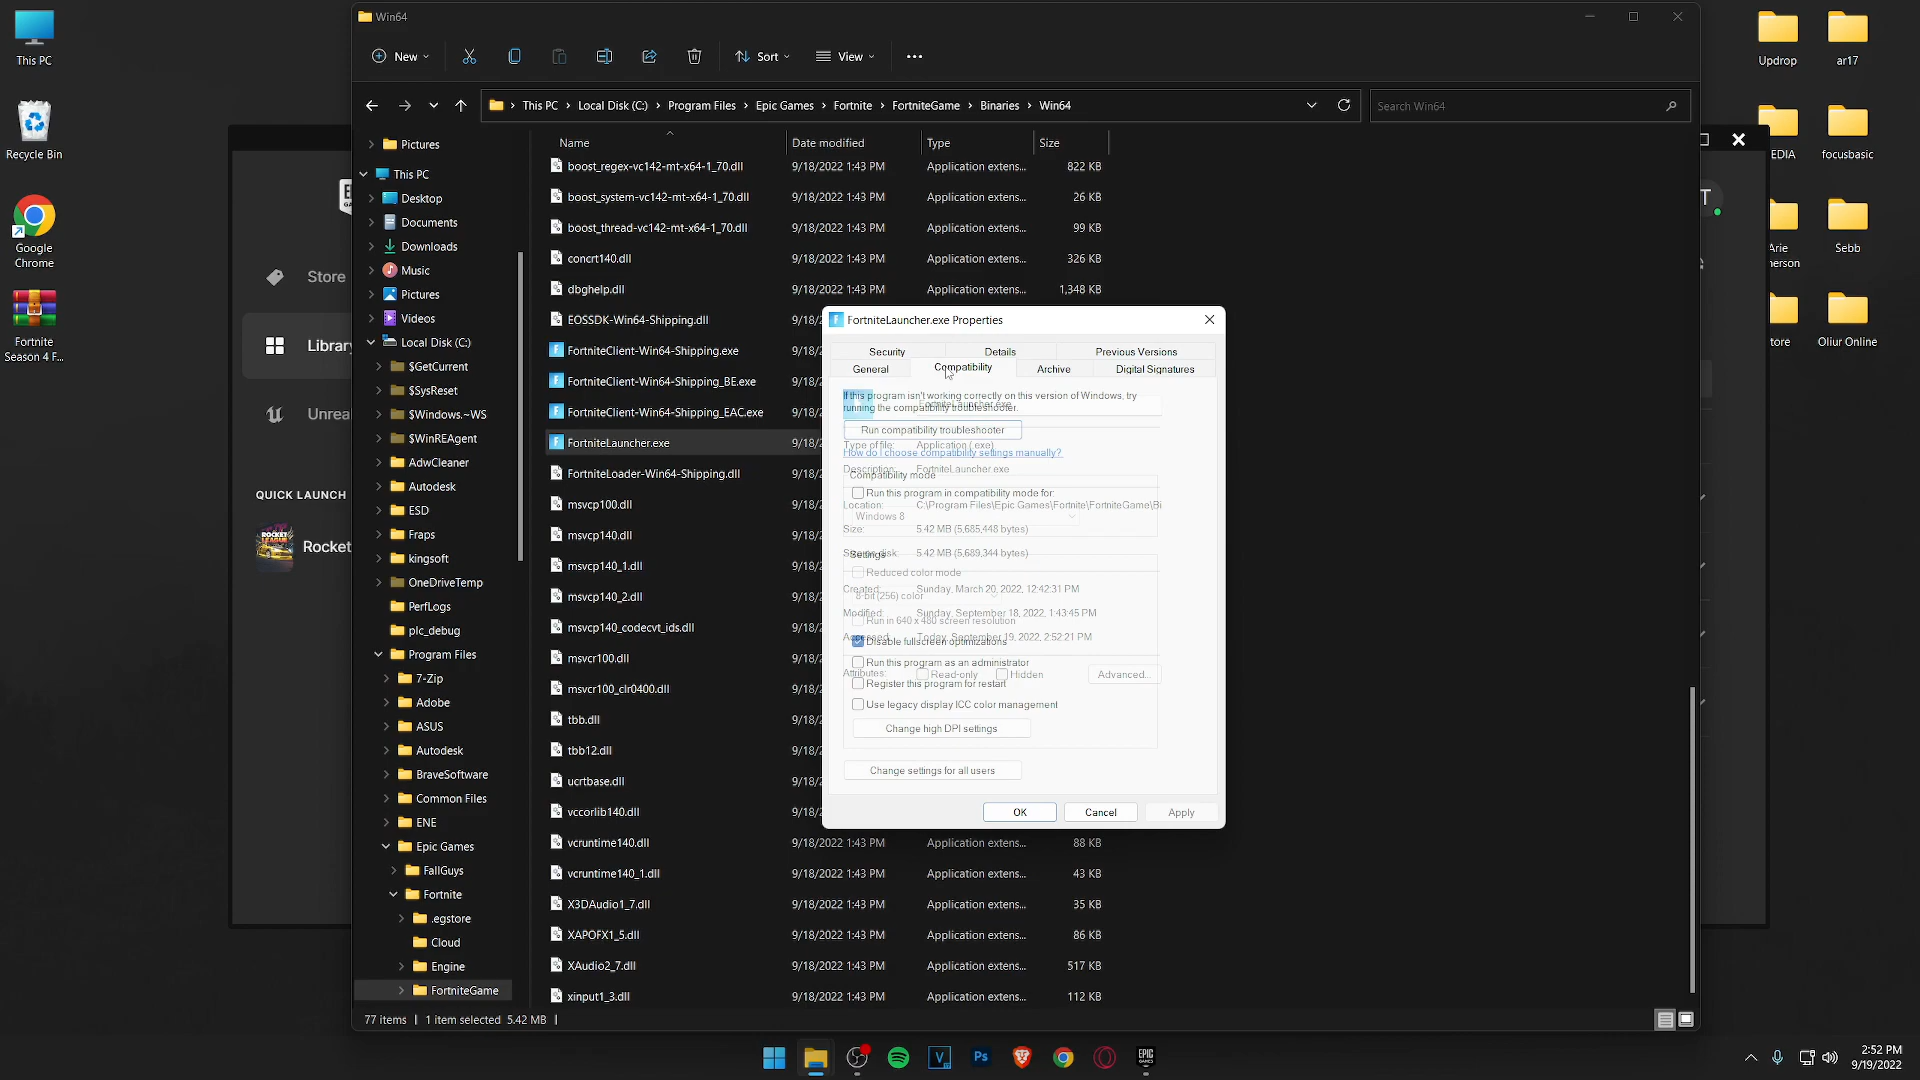 This PC
Recycle Bin
Google
Chrome
Fortnite
Season 4 F...
Win64
New
Sort
View
This PC
Local Disk (C:)
Program Files
Epic Games
Fortnite
FortniteGame
Binaries
Win64
Search Win64
Pictures
This PC
Desktop
Documents
Downloads
Music
Pictures
Videos
Local Disk (C:)
$GetCurrent
$SysReset
$Windows.~WS
$WinREAgent
AdwCleaner
Autodesk
ESD
Fraps
kingsoft
OneDriveTemp
PerfLogs
plc_debug
Program Files
7-Zip
Adobe
ASUS
Autodesk
BraveSoftware
Common Files
ENE
Epic Games
FallGuys
Fortnite
.egstore
Cloud
Engine
FortniteGame
Store
Library
Unreal
QUICK LAUNCH
Rocket
Name Date modified Type Size
boost_regex-vc142-mt-x64-1_70.dll 9/18/2022 1:43 PM Application extens... 822 KB
boost_system-vc142-mt-x64-1_70.dll 9/18/2022 1:43 PM Application extens... 26 KB
boost_thread-vc142-mt-x64-1_70.dll 9/18/2022 1:43 PM Application extens... 99 KB
concrt140.dll 9/18/2022 1:43 PM Application extens... 326 KB
dbghelp.dll 9/18/2022 1:43 PM Application extens... 1,348 KB
EOSSDK-Win64-Shipping.dll 9/18/2
FortniteClient-Win64-Shipping.exe 9/18/2
FortniteClient-Win64-Shipping_BE.exe 9/18/2
FortniteClient-Win64-Shipping_EAC.exe 9/18/2
FortniteLauncher.exe 9/18/2
FortniteLoader-Win64-Shipping.dll 9/18/2
msvcp100.dll 9/18/2
msvcp140.dll 9/18/2
msvcp140_1.dll 9/18/2
msvcp140_2.dll 9/18/2
msvcp140_codecvt_ids.dll 9/18/2
msvcr100.dll 9/18/2
msvcr100_clr0400.dll 9/18/2
tbb.dll 9/18/2
tbb12.dll 9/18/2
ucrtbase.dll 9/18/2
vccorlib140.dll 9/18/2
vcruntime140.dll 9/18/2022 1:43 PM Application extens... 88 KB
vcruntime140_1.dll 9/18/2022 1:43 PM Application extens... 43 KB
X3DAudio1_7.dll 9/18/2022 1:43 PM Application extens... 35 KB
XAPOFX1_5.dll 9/18/2022 1:43 PM Application extens... 86 KB
XAudio2_7.dll 9/18/2022 1:43 PM Application extens... 517 KB
xinput1_3.dll 9/18/2022 1:43 PM Application extens... 112 KB
77 items 1 item selected 5.42 MB
FortniteLauncher.exe Properties
Security Details Previous Versions
General Compatibility Archive Digital Signatures
If this program isn't working correctly on this version of Windows, try
FortniteLauncher.exe
running the compatibility troubleshooter.
Run compatibility troubleshooter
Type of file: Application (.exe)
How do I choose compatibility settings manually?
Description: FortniteLauncher.exe
Compatibility mode
Run this program in compatibility mode for:
Location: C:\Program Files\Epic Games\Fortnite\FortniteGame\Bi
Windows 8
Size: 5.42 MB (5,685,448 bytes)
Size on disk: 5.42 MB (5,689,344 bytes)
Settings
Reduced color mode
Created: Sunday, March 20, 2022, 12:42:31 PM
8-bit (256) color
Modified: Sunday, September 18, 2022, 1:43:45 PM
Run in 640 x 480 screen resolution
Accessed: Today, September 19, 2022, 2:52:21 PM
Disable fullscreen optimizations
Run this program as an administrator
Attributes: Read-only Hidden Advanced...
Register this program for restart
Use legacy display ICC color management
Change high DPI settings
Change settings for all users
OK Cancel Apply
Updrop
ar17
EDIA
focusbasic
T
Arie
nerson
Sebb
tore
Oliur Online
V
Ps
EPIC
GAMES
2:52 PM
9/19/2022